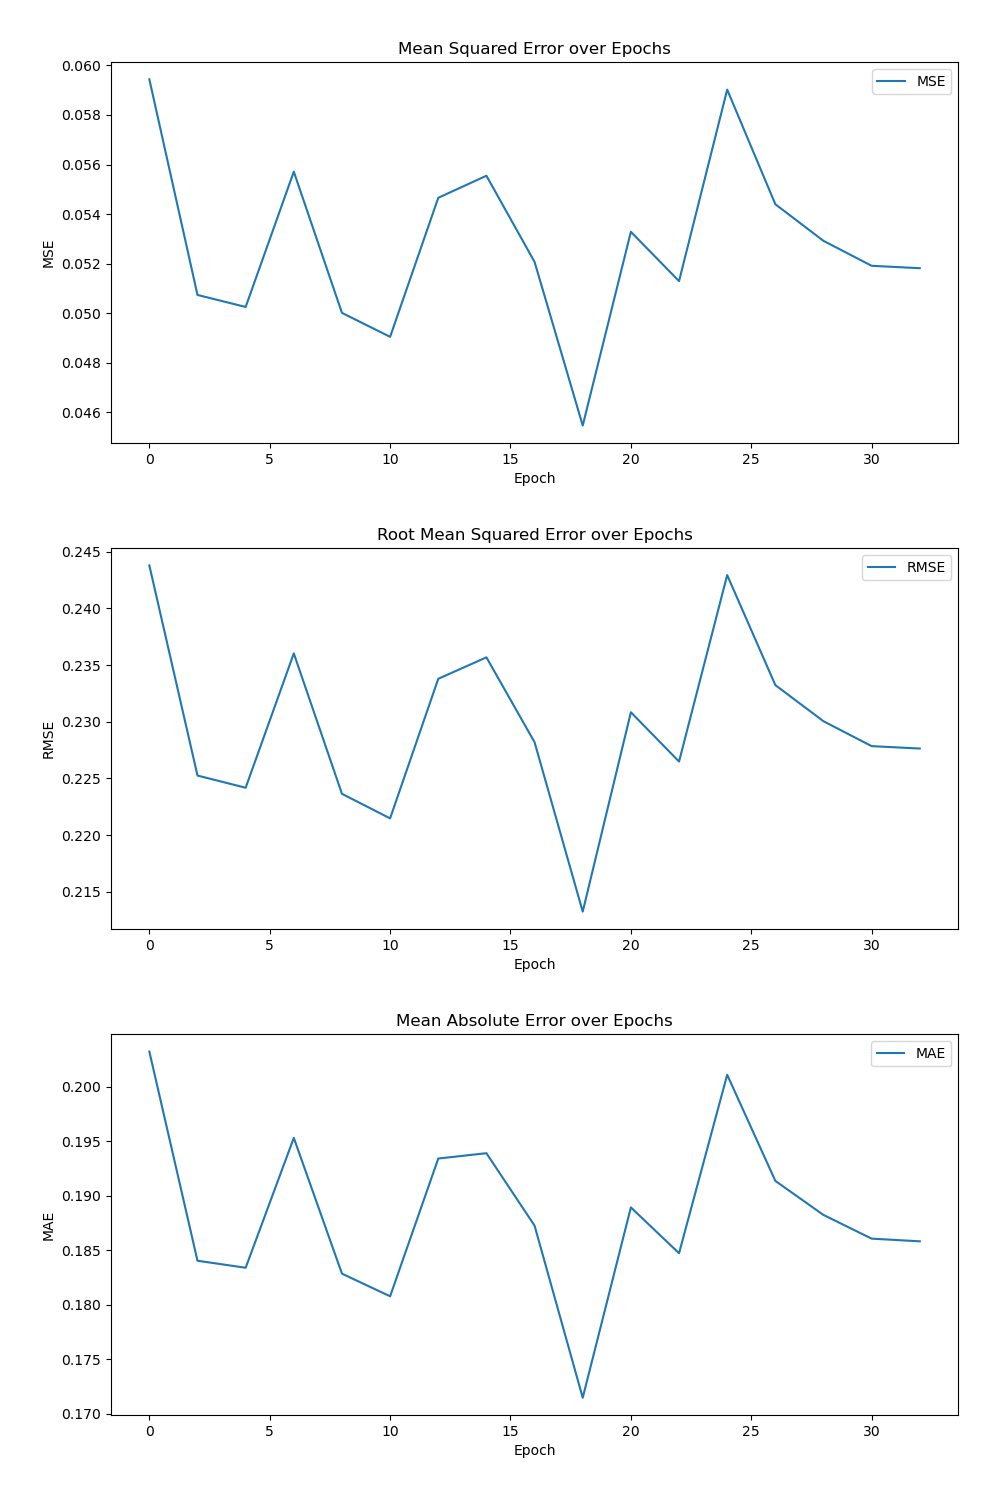 Mean Squared Error over Epochs
MSE
0.060
0.058
0.056
0.054
0.052
0.050
0.048
0.046
MSE
0 5 10 15 20 25 30
Epoch
Root Mean Squared Error over Epochs
RMSE
0.245
0.240
0.235
0.230
0.225
0.220
0.215
RMSE
0 5 10 15 20 25 30
Epoch
Mean Absolute Error over Epochs
MAE
0.200
0.195
0.190
0.185
0.180
0.175
0.170
MAE
0 5 10 15 20 25 30
Epoch